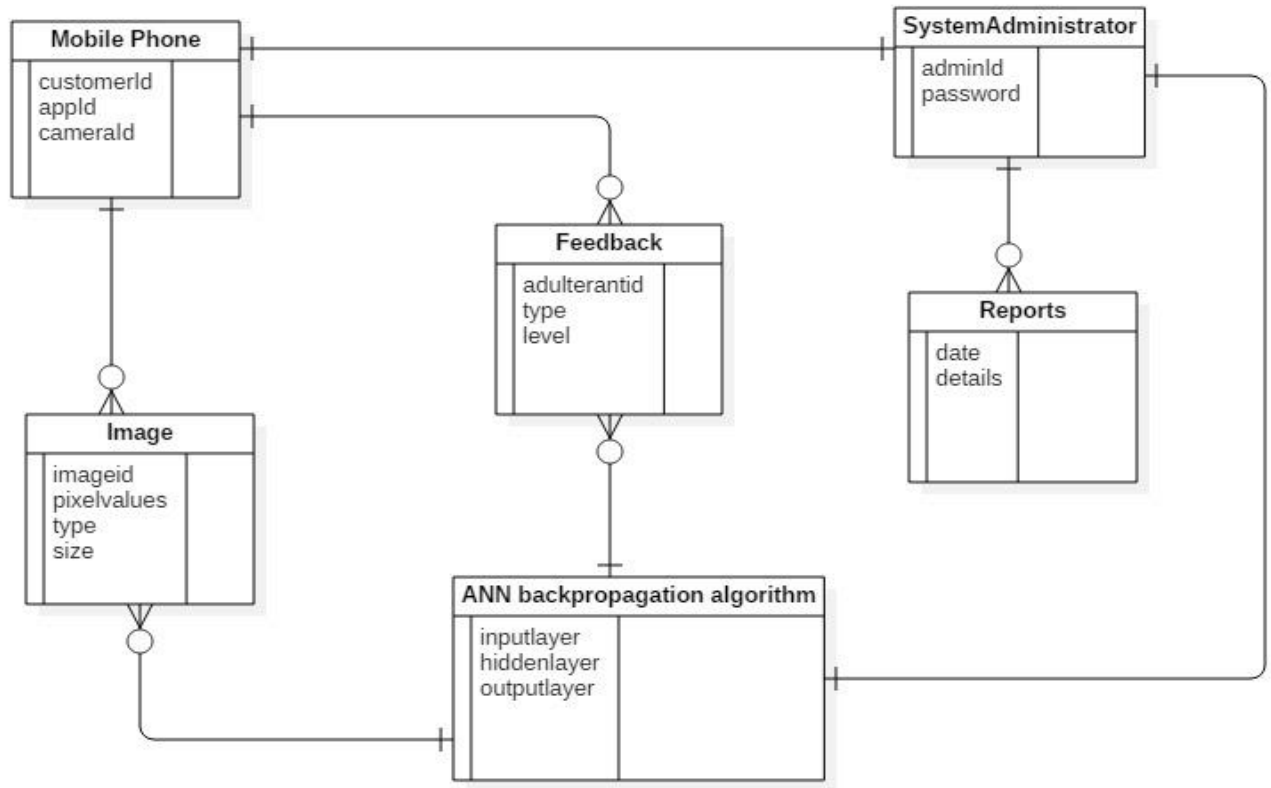 Mobile Phone
customerId
appId
cameraId
SystemAdministrator
adminId
password
Feedback
adulterantid
type
level
Reports
date
details
Image
imageid
pixelvalues
type
size
ANN backpropagation algorithm
inputlayer
hiddenlayer
outputlayer